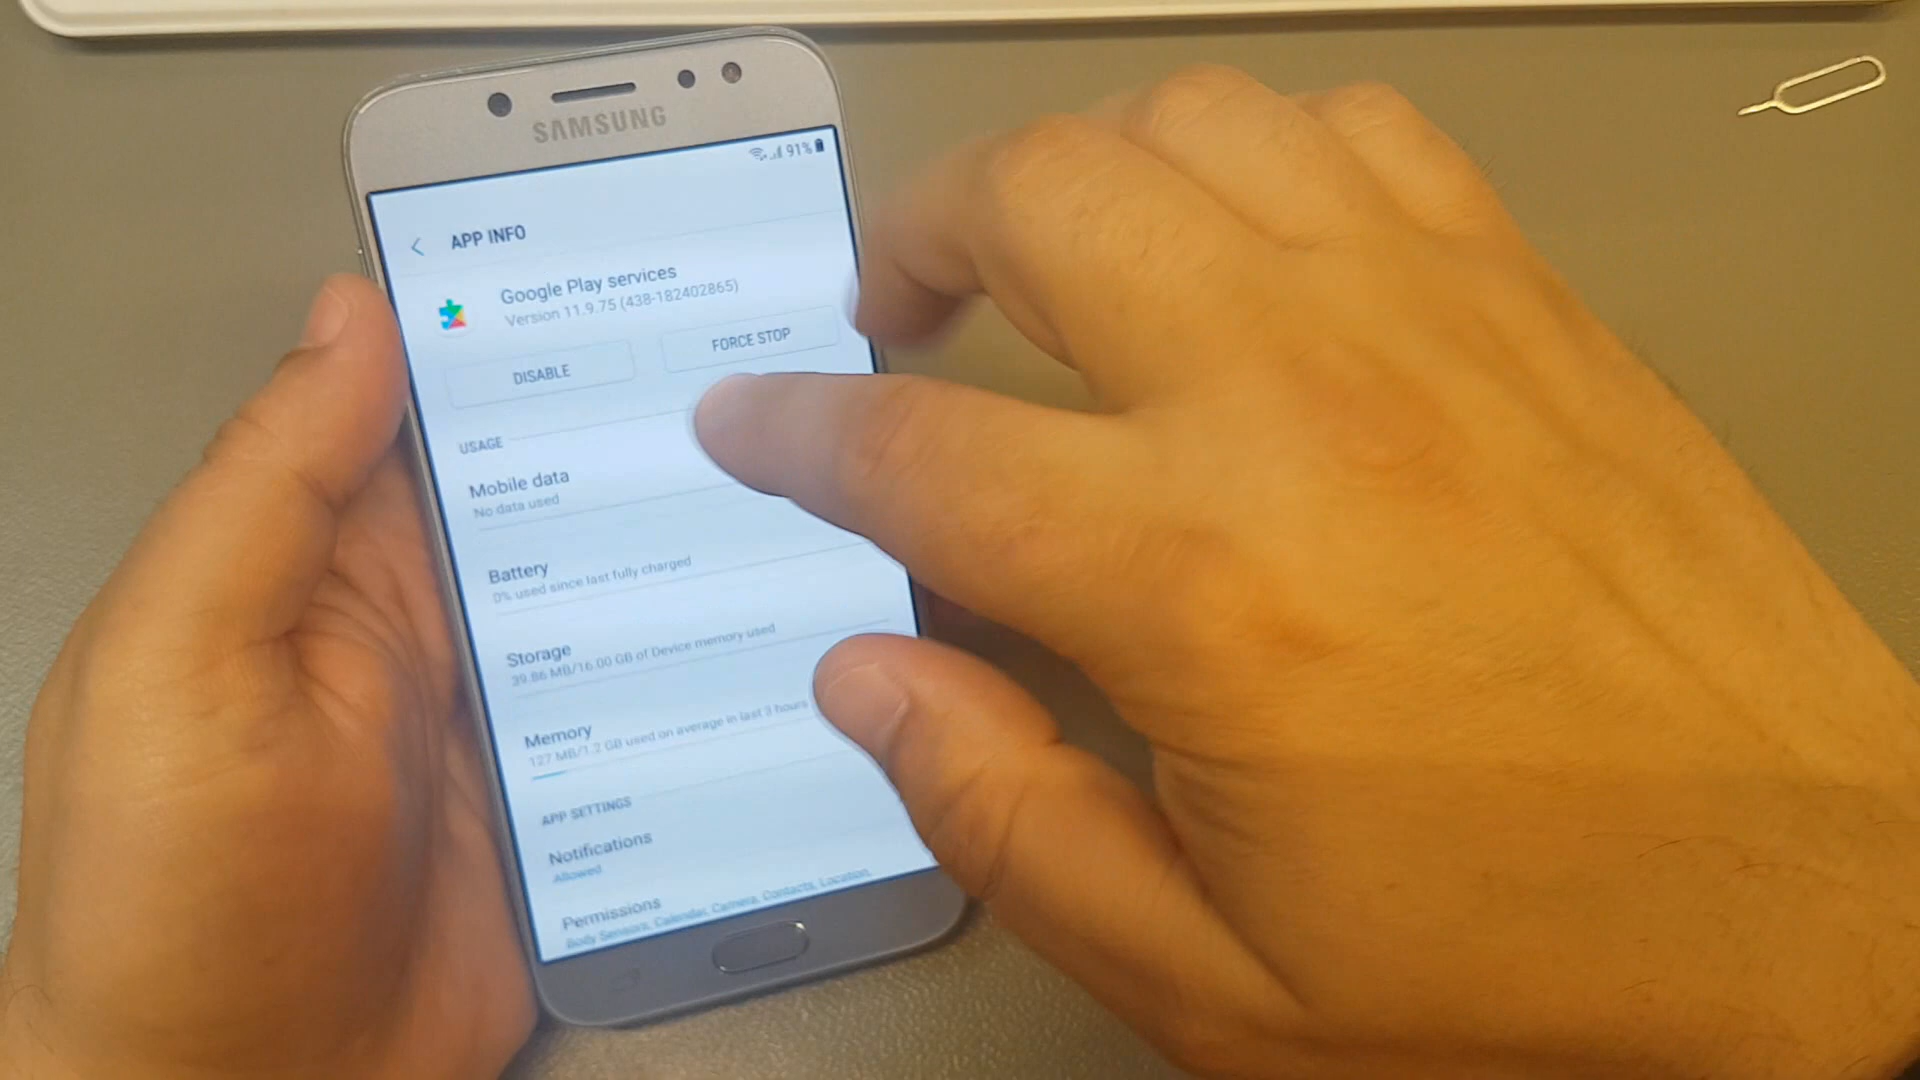 SAMSUNG
91%
APP INFO
Google Play services
Version 11.9.75 (438-182402865)
DISABLE
FORCE STOP
USAGE
Mobile data
No data used
Battery
0% used since last fully charged
Storage
39.86 MB/16.00 GB of Device memory used
Memory
127 MB/1.2 GB used on average in last 3 hours
APP SETTINGS
Notifications
Allowed
Permissions
Body Sensors, Calendar, Camera, Contacts, Location,